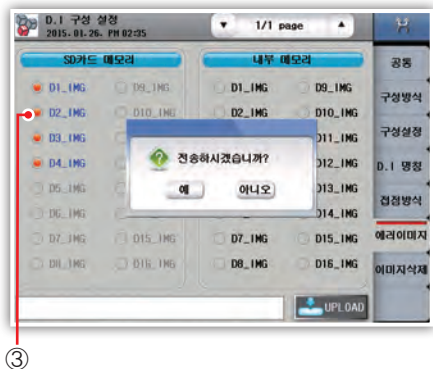 D.I 구성 설정
2015.01.26. PM 02:35
▼ 1/1 page ▲
SD카드 메모리
내부 메모리
D1_IMG D9_IMG D1_IMG D9_IMG
D2_IMG D10_IMG D2_IMG D10_IMG
D3_IMG D11_IMG
D4_IMG D12_IMG
D5_IMG D13_IMG
D6_IMG D14_IMG
D7_IMG D15_IMG D7_IMG D15_IMG
D8_IMG D16_IMG D8_IMG D16_IMG
전송하시겠습니까?
예 아니오
UPLOAD
공통
구성방식
구성설정
D.I 명칭
접점방식
에러이미지
이미지삭제
③